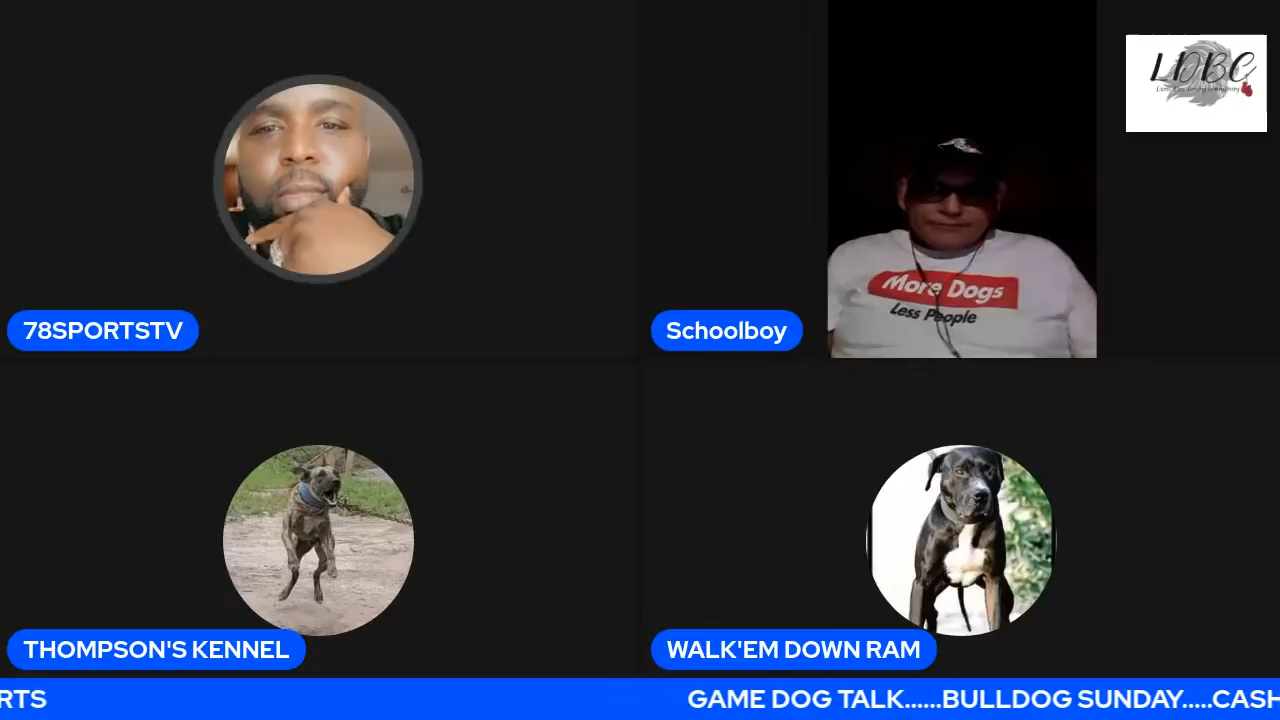 LDBC
78SPORTSTV
Schoolboy
More Dogs
Less People
THOMPSON'S KENNEL
WALK'EM DOWN RAM
RTS
GAME DOG TALK......BULLDOG SUNDAY.....CASH